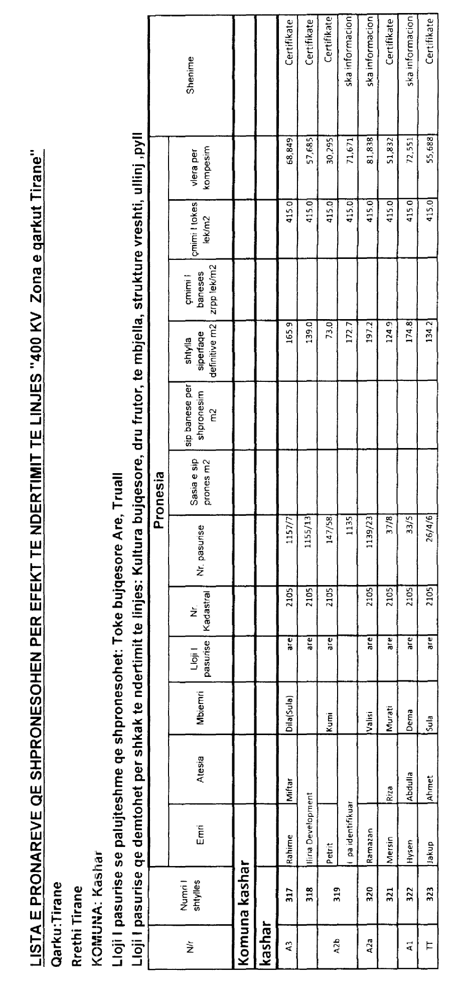 LISTA E PRONAREVE QE SHPRONESOHEN PER EFEKT TE NDERTIMIT TE LINJES "400 KV Zona e qarkut Tirane"
Qarku:Tirane
Rrethi Tirane
KOMUNA: Kashar
Lloji I pasurise se palujteshme qe shpronesohet: Toke bujqesore Are, Truall
Lloji I pasurise qe demtohet per shkak te ndertimit te linjes: Kultura bujqesore, dru frutor, te mbjella, strukture vreshti, ullinj ,pyll
Pronesia
N/r Numri I shtylles Emri Atesia Mbiemri Lloji I pasurise Nr. Kadastral Nr. pasurise Sasia e sip prones m2 sip banese per shpronesim m2 shtylla siperfaqe definitive m2 çmimi I baneses zrpp lek/m2 çmimi I tokes lek/m2 vlera per kompesim Shenime
Komuna kashar
kashar
A3 317 Rahime Miftar Dila(Sula) are 2105 1157/7 165.9 415.0 68,849 Certifikate
318 Iliria Development are 2105 1155/13 139.0 415.0 57,685 Certifikate
A2b 319 Petrit Kumi are 2105 147/58 73.0 415.0 30,295 Certifikate
i pa identifikuar 1135 172.7 415.0 71,671 ska informacion
A2a 320 Ramazan Valisi are 2105 1139/23 197.2 415.0 81,838 ska informacion
321 Mersin Riza Murati are 2105 37/8 124.9 415.0 51,832 Certifikate
A1 322 Hysen Abdulla Dema are 2105 33/5 174.8 415.0 72,551 ska informacion
TT 323 Jakup Ahmet Sula are 2105 26/4/6 134.2 415.0 55,688 Certifikate